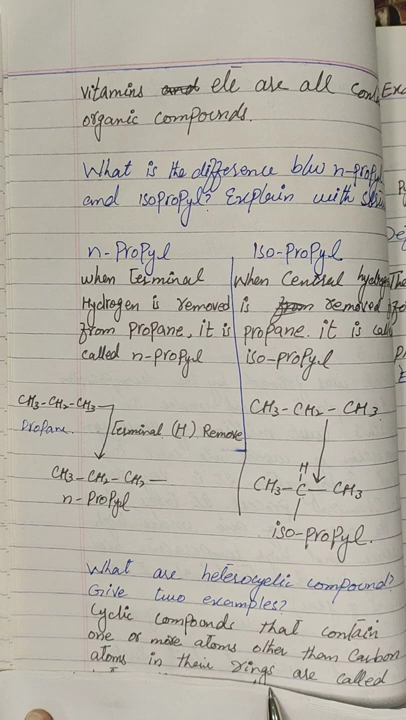 vitamins and etc are all
organic compounds.
What is the difference b/w n-propyl
and isopropyl? Explain with
n-Propyl
when Terminal
Hydrogen is removed
from Propane, it is
called n-propyl
CH3-CH2-CH3
Propane.
Terminal (H) Remove
CH3-CH2-CH2-
n-Propyl
Iso-Propyl
When Central hydrogen
is from removed
propane. it is
iso-propyl
CH3-CH2-CH3
H
CH3-C-CH3
iso-propyl.
What are heterocyclic compound?
Give two examples?
Cyclic compounds that contain
one or more atoms other them Carbon
atoms in their rings are called